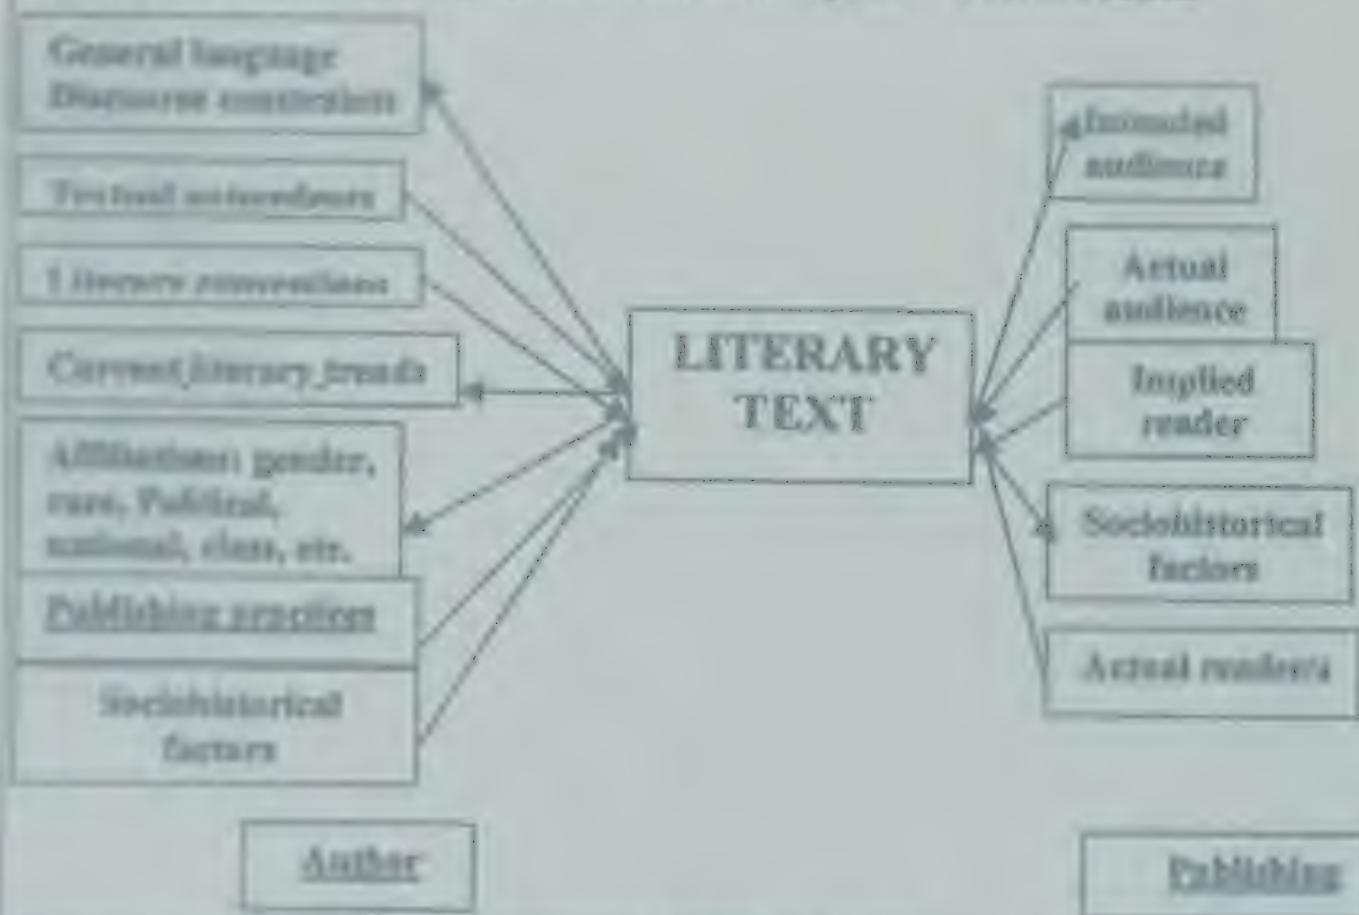 General language
Discourse constraints
Textual antecedents
Literary conventions
Current literary trends
Affiliations: gender,
race, Political,
national, class, etc.
Publishing practices
Sociohistorical
factors
Author
LITERARY
TEXT
Intended
audience
Actual
audience
Implied
reader
Sociohistorical
factors
Actual reader/s
Publishing